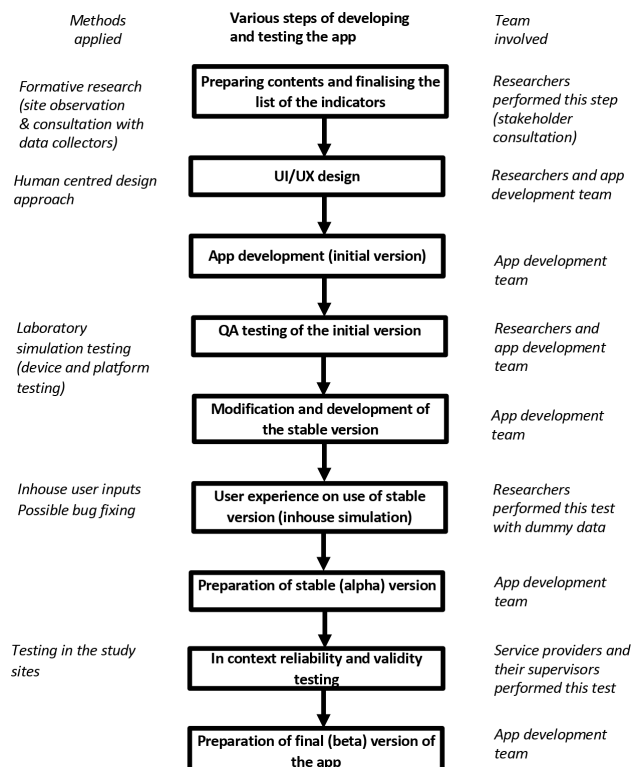 Methods
applied
Various steps of developing
and testing the app
Team
involved
Formative research
(site observation
& consultation with
data collectors)
Preparing contents and finalising the
list of the indicators
Researchers
performed this step
(stakeholder
consultation)
Human centred design
approach
UI/UX design
Researchers and app
development team
App development (initial version)
App development
team
Laboratory
simulation testing
(device and platform
testing)
QA testing of the initial version
Researchers and
app development
team
Modification and development of
the stable version
App development
team
Inhouse user inputs
Possible bug fixing
User experience on use of stable
version (inhouse simulation)
Researchers
performed this test
with dummy data
Preparation of stable (alpha) version
App development
team
Testing in the study
sites
In context reliability and validity
testing
Service providers and
their supervisors
performed this test
Preparation of final (beta) version of
the app
App development
team